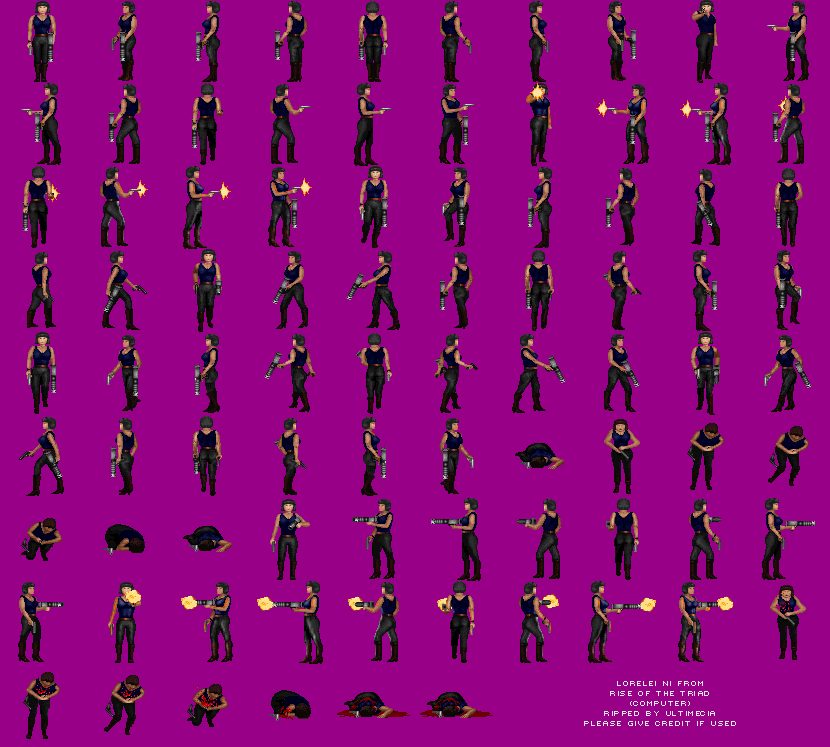 LORELEI NI FROM
RISE OF THE TRIAD
(COMPUTER)
RIPPED BY ULTIMECIA
PLEASE GIVE CREDIT IF USED